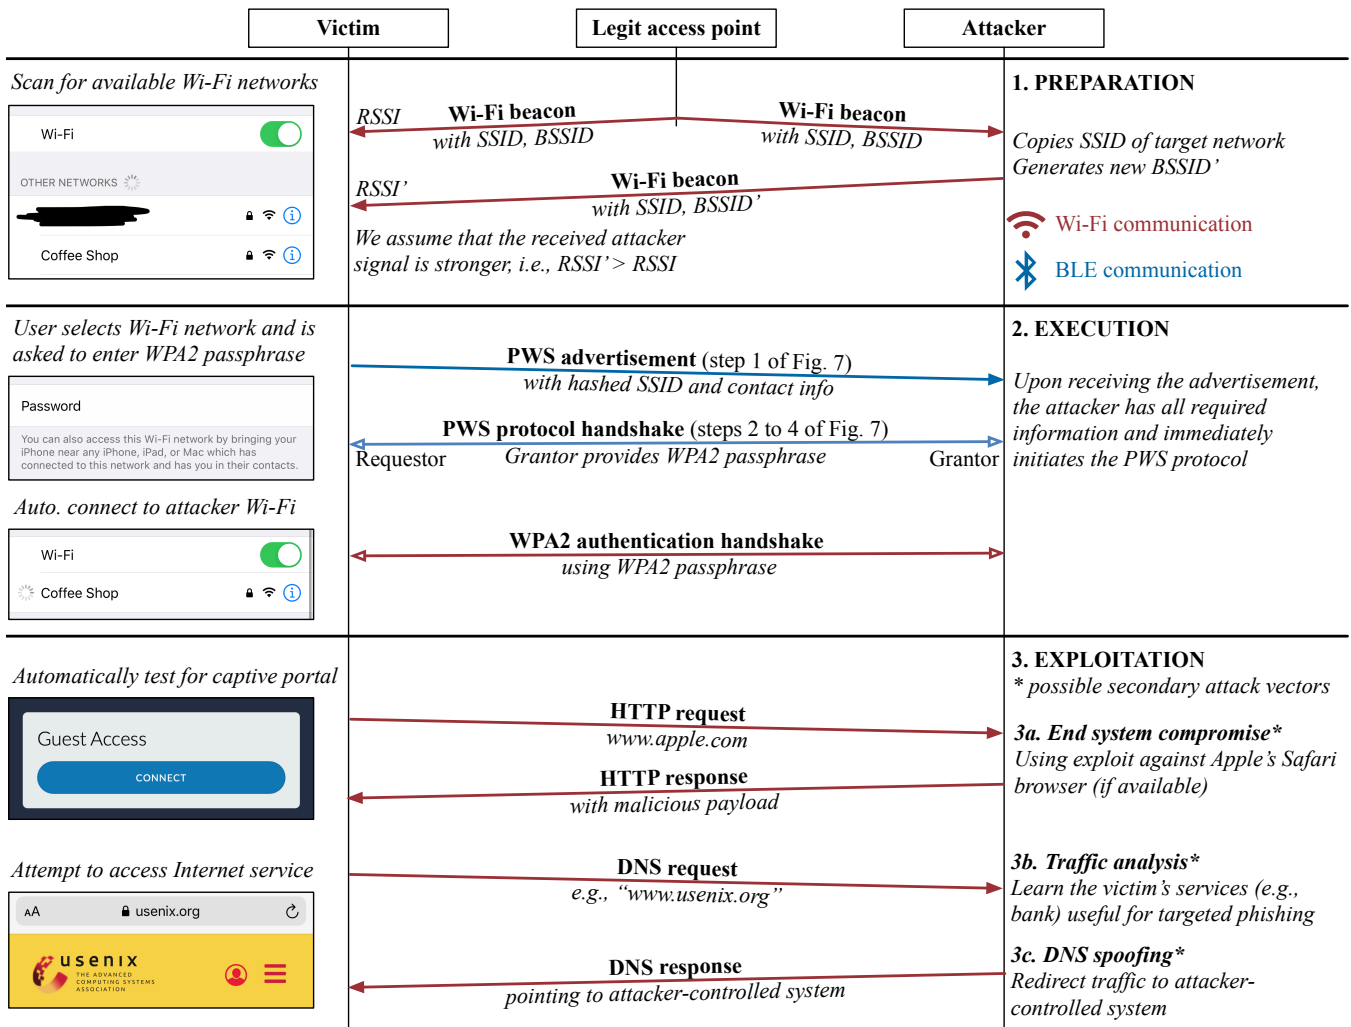 Victim
Legit access point
Attacker
Scan for available Wi-Fi networks
Wi-Fi
OTHER NETWORKS
Coffee Shop
RSSI
Wi-Fi beacon
with SSID, BSSID
Wi-Fi beacon
with SSID, BSSID
RSSI’
Wi-Fi beacon
with SSID, BSSID’
We assume that the received attacker
signal is stronger, i.e., RSSI’ > RSSI
1. PREPARATION
Copies SSID of target network
Generates new BSSID’
Wi-Fi communication
BLE communication
User selects Wi-Fi network and is
asked to enter WPA2 passphrase
Password
You can also access this Wi-Fi network by bringing your
iPhone near any iPhone, iPad, or Mac which has
connected to this network and has you in their contacts.
Auto. connect to attacker Wi-Fi
Wi-Fi
Coffee Shop
PWS advertisement (step 1 of Fig. 7)
with hashed SSID and contact info
PWS protocol handshake (steps 2 to 4 of Fig. 7)
Requestor
Grantor provides WPA2 passphrase
Grantor
WPA2 authentication handshake
using WPA2 passphrase
2. EXECUTION
Upon receiving the advertisement,
the attacker has all required
information and immediately
initiates the PWS protocol
Automatically test for captive portal
Guest Access
CONNECT
HTTP request
www.apple.com
HTTP response
with malicious payload
3. EXPLOITATION
* possible secondary attack vectors
3a. End system compromise*
Using exploit against Apple’s Safari
browser (if available)
Attempt to access Internet service
AA
usenix.org
usenix
THE ADVANCED
COMPUTING SYSTEMS
ASSOCIATION
DNS request
e.g., “www.usenix.org”
DNS response
pointing to attacker-controlled system
3b. Traffic analysis*
Learn the victim’s services (e.g.,
bank) useful for targeted phishing
3c. DNS spoofing*
Redirect traffic to attacker-
controlled system